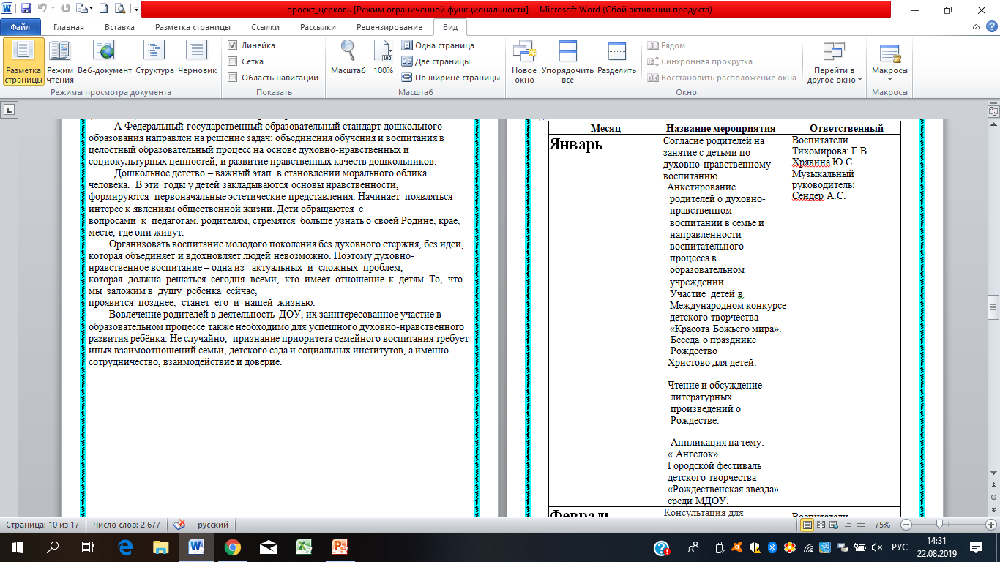 проект_церковь [Режим ограниченной функциональности] - Microsoft Word (Сбой активации продукта)
Файл Главная Вставка Разметка страницы Ссылки Рассылки Рецензирование Вид
Разметка страницы
Режим чтения
Веб-документ
Структура
Черновик
Режимы просмотра документа
Линейка
Сетка
Область навигации
Показать
Масштаб
100
100%
Одна страница
Две страницы
По ширине страницы
Масштаб
Новое окно
Упорядочить все
Разделить
Рядом
Синхронная прокрутка
Восстановить расположение окна
Окно
Перейти в другое окно
Макросы
Макросы
А Федеральный государственный образовательный стандарт дошкольного
образования направлен на решение задач: объединения обучения и воспитания в
целостный образовательный процесс на основе духовно-нравственных и
социокультурных ценностей, и развитие нравственных качеств дошкольников.
Дошкольное детство – важный этап в становлении морального облика
человека. В эти годы у детей закладываются основы нравственности,
формируются первоначальные эстетические представления. Начинает появляться
интерес к явлениям общественной жизни. Дети обращаются с
вопросами к педагогам, родителям, стремятся больше узнать о своей Родине, крае,
месте, где они живут.
Организовать воспитание молодого поколения без духовного стержня, без идеи,
которая объединяет и вдохновляет людей невозможно. Поэтому духовно-
нравственное воспитание – одна из актуальных и сложных проблем,
которая должна решаться сегодня всеми, кто имеет отношение к детям. То, что
мы заложим в душу ребенка сейчас,
проявится позднее, станет его и нашей жизнью.
Вовлечение родителей в деятельность ДОУ, их заинтересованное участие в
образовательном процессе также необходимо для успешного духовно-нравственного
развития ребёнка. Не случайно, признание приоритета семейного воспитания требует
иных взаимоотношений семьи, детского сада и социальных институтов, а именно
сотрудничество, взаимодействие и доверие.
Месяц Название мероприятия Ответственный
Январь
Согласие родителей на
занятие с детьми по
духовно-нравственному
воспитанию.
Анкетирование
родителей о духовно-
нравственном
воспитании в семье и
направленности
воспитательного
процесса в
образовательном
учреждении.
Участие детей в
Международном конкурсе
детского творчества
«Красота Божьего мира».
Беседа о празднике
Рождество
Христово для детей.
Чтение и обсуждение
литературных
произведений о
Рождестве.
Аппликация на тему:
« Ангелок»
Городской фестиваль
детского творчества
«Рождественская звезда»
среди МДОУ.
Воспитатели
Тихомирова: Г.В.
Хрявина Ю.С.
Музыкальный
руководитель:
Сендер А.С.
Февраль
Консультация для
Воспитатели
Страница: 10 из 17 Число слов: 2 677 русский 75%
РУС
14:31
22.08.2019